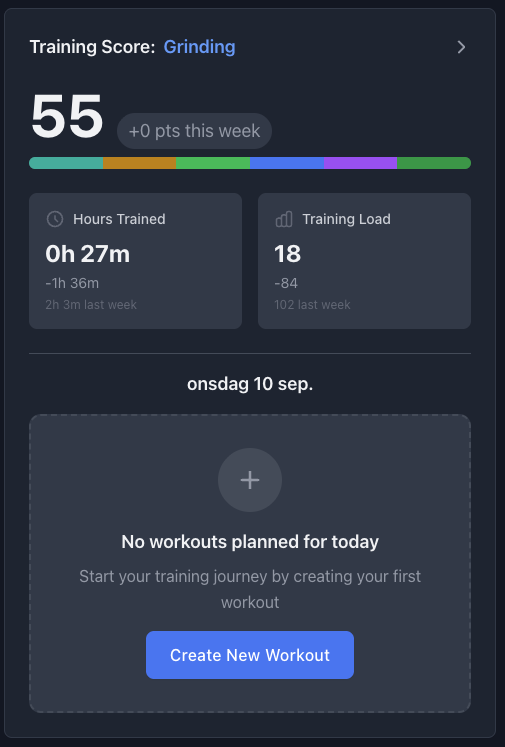 Training Score: Grinding
55
+0 pts this week
Hours Trained
0h 27m
-1h 36m
2h 3m last week
Training Load
18
-84
102 last week
onsdag 10 sep.
No workouts planned for today
Start your training journey by creating your first
workout
Create New Workout